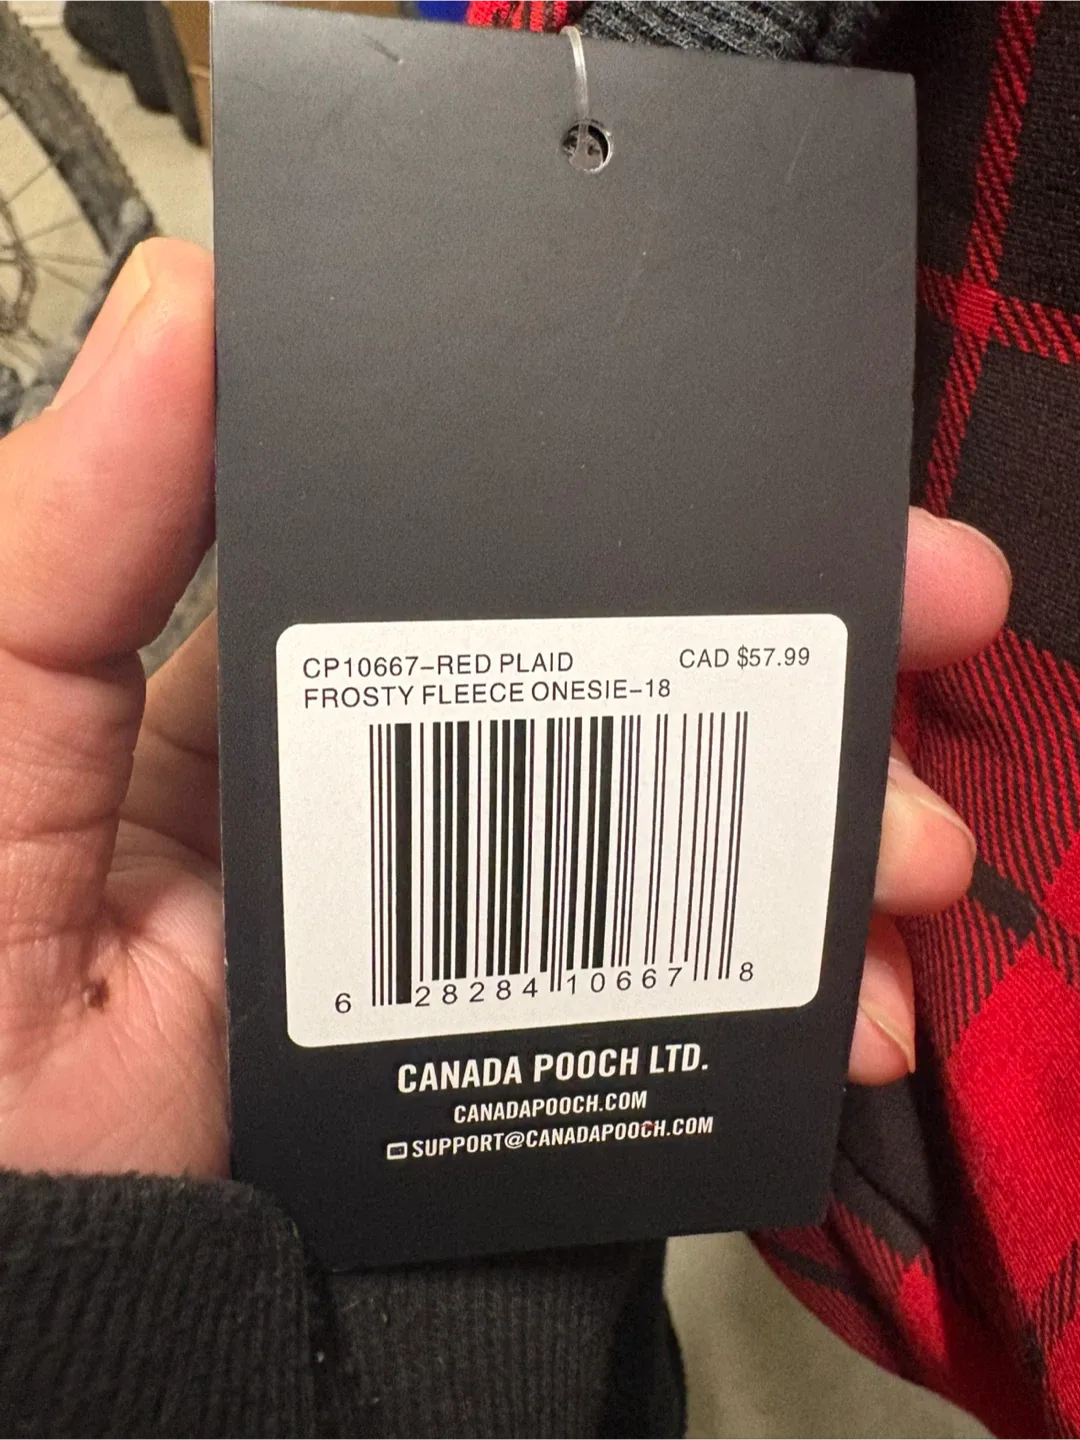 CP10667-RED PLAID CAD $57.99
FROSTY FLEECE ONESIE-18
6 28284 10667 8
CANADA POOCH LTD.
CANADAPOOCH.COM
SUPPORT@CANADAPOOCH.COM